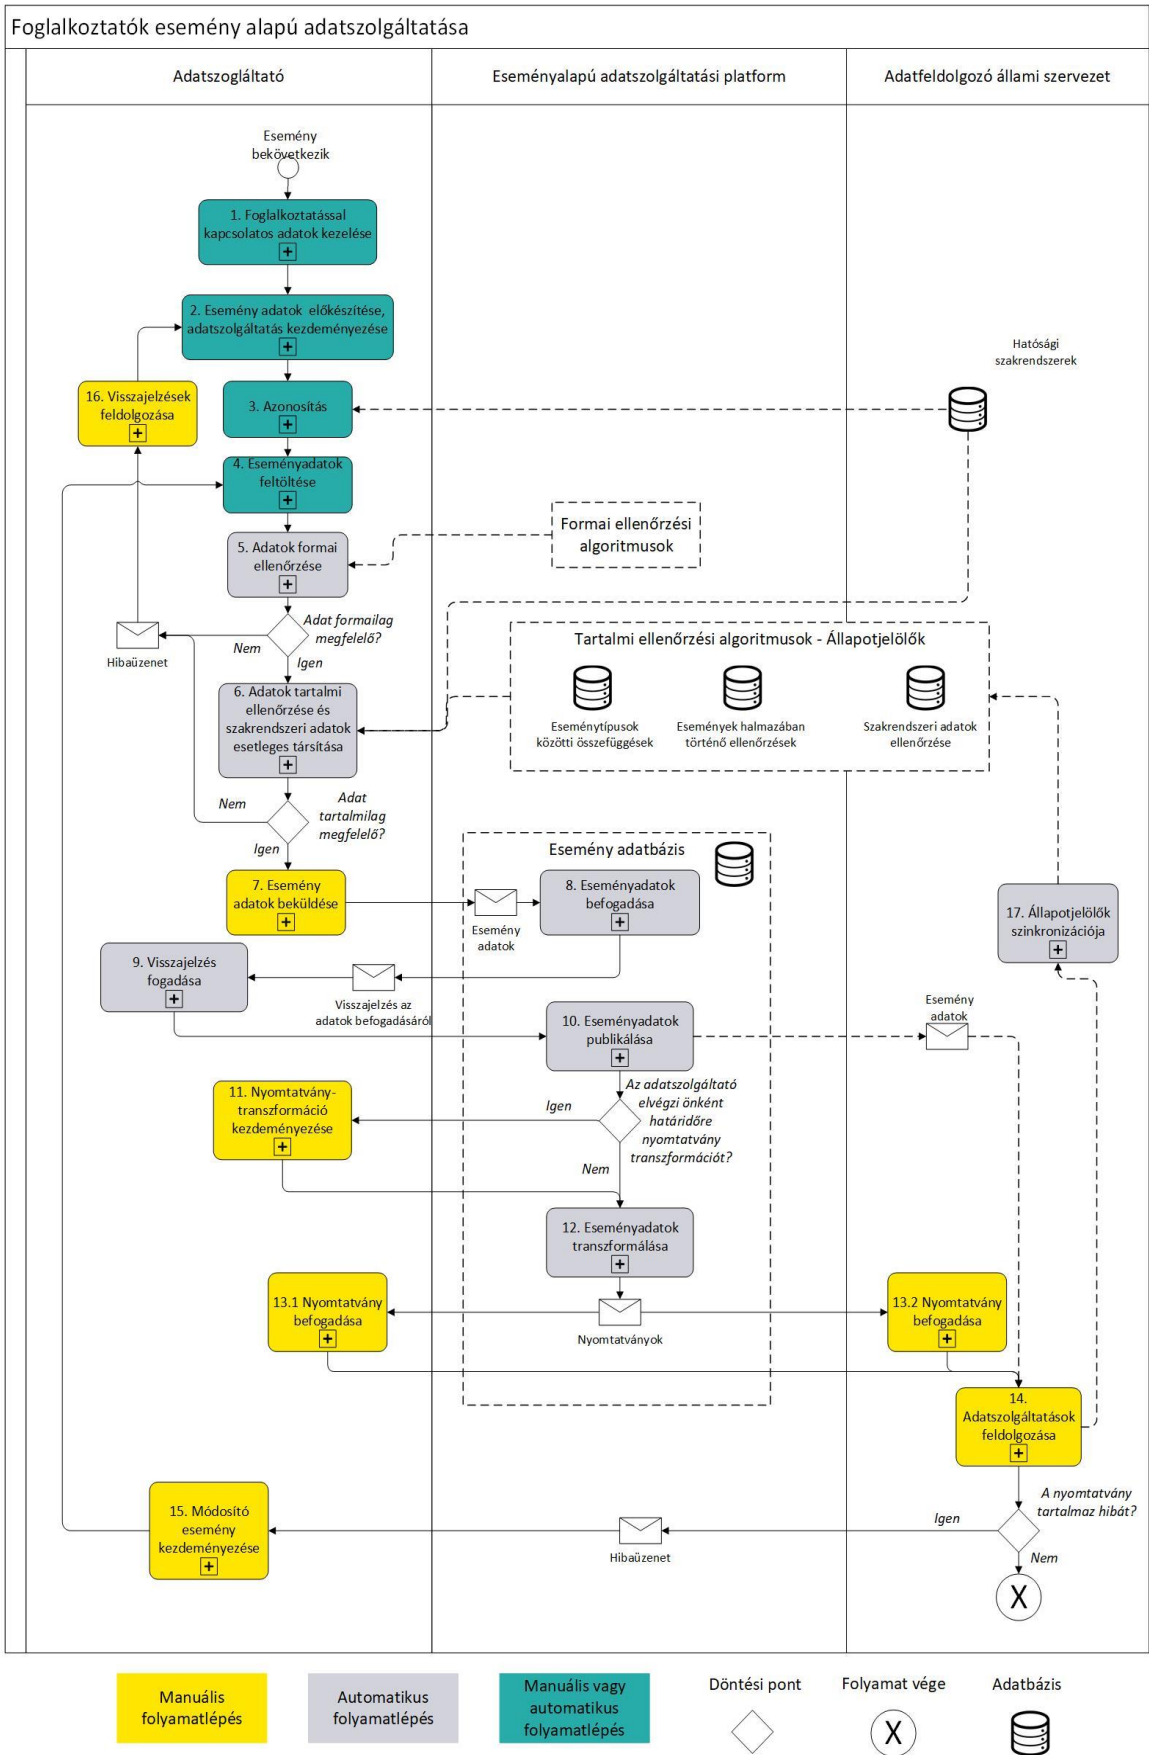 Foglalkoztatók esemény alapú adatszolgáltatása
Adatszogláltató
Eseményalapú adatszolgáltatási platform
Adatfeldolgozó állami szervezet
Esemény
bekövetkezik
1. Foglalkoztatással
kapcsolatos adatok kezelése
2. Esemény adatok előkészítése,
adatszolgáltatás kezdeményezése
Hatósági
szakrendszerek
16. Visszajelzések
feldolgozása
3. Azonosítás
4. Eseményadatok
feltöltése
Formai ellenőrzési
algoritmusok
5. Adatok formai
ellenőrzése
Adat formailag
megfelelő?
Nem
Igen
Hibaüzenet
Tartalmi ellenőrzési algoritmusok - Állapotjelölők
Eseménytípusok
közötti összefüggések
Események halmazában
történő ellenőrzések
Szakrendszeri adatok
ellenőrzése
6. Adatok tartalmi
ellenőrzése és
szakrendszeri adatok
esetleges társítása
Nem
Adat
tartalmilag
megfelelő?
Igen
Esemény adatbázis
7. Esemény
adatok beküldése
Esemény
adatok
8. Eseményadatok
befogadása
17. Állapotjelölők
szinkronizációja
9. Visszajelzés
fogadása
Visszajelzés az
adatok befogadásáról
10. Eseményadatok
publikálása
Esemény
adatok
11. Nyomtatvány-
transzformáció
kezdeményezése
Igen
Az adatszolgáltató
elvégzi önként
határidőre
nyomtatvány
transzformációt?
Nem
12. Eseményadatok
transzformálása
13.1 Nyomtatvány
befogadása
Nyomtatványok
13.2 Nyomtatvány
befogadása
14.
Adatszolgáltatások
feldolgozása
A nyomtatvány
tartalmaz hibát?
Igen
Nem
Hibaüzenet
15. Módosító
esemény
kezdeményezése
X
Manuális
folyamatlépés
Automatikus
folyamatlépés
Manuális vagy
automatikus
folyamatlépés
Döntési pont
Folyamat vége
X
Adatbázis